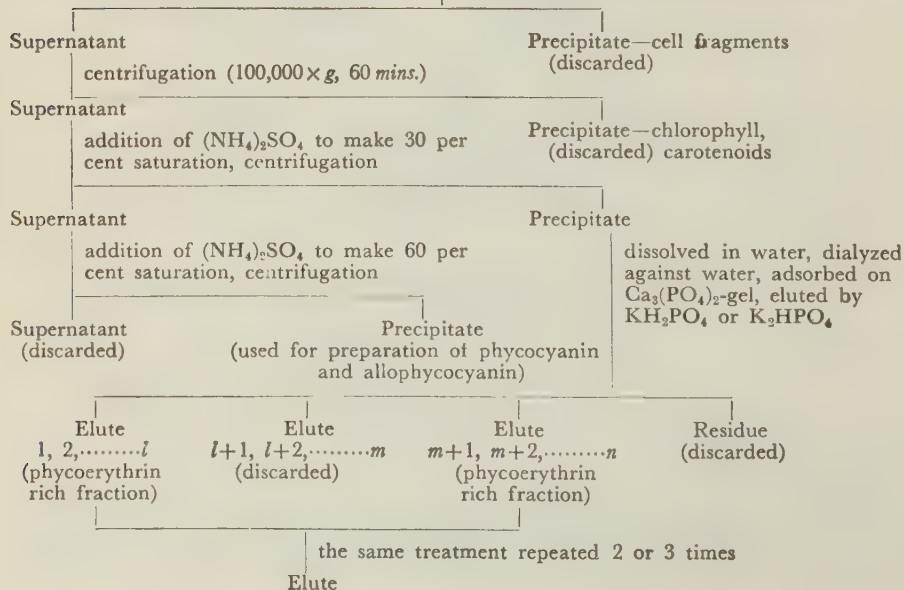 Supernatant
Precipitate—cell fragments
(discarded)
centrifugation (100,000×g, 60 mins.)
Supernatant
Precipitate—chlorophyll,
(discarded) carotenoids
addition of (NH₄)₂SO₄ to make 30 per
cent saturation, centrifugation
Supernatant
Precipitate
addition of (NH₄)₂SO₄ to make 60 per
cent saturation, centrifugation
dissolved in water, dialyzed
against water, adsorbed on
Ca₃(PO₄)₂-gel, eluted by
KH₂PO₄ or K₂HPO₄
Supernatant
(discarded)
Precipitate
(used for preparation of phycocyanin
and allophycocyanin)
Elute
1, 2,·········l
(phycoerythrin
rich fraction)
Elute
l+1, l+2,·········m
(discarded)
Elute
m+1, m+2,·········n
(phycoerythrin
rich fraction)
Residue
(discarded)
the same treatment repeated 2 or 3 times
Elute